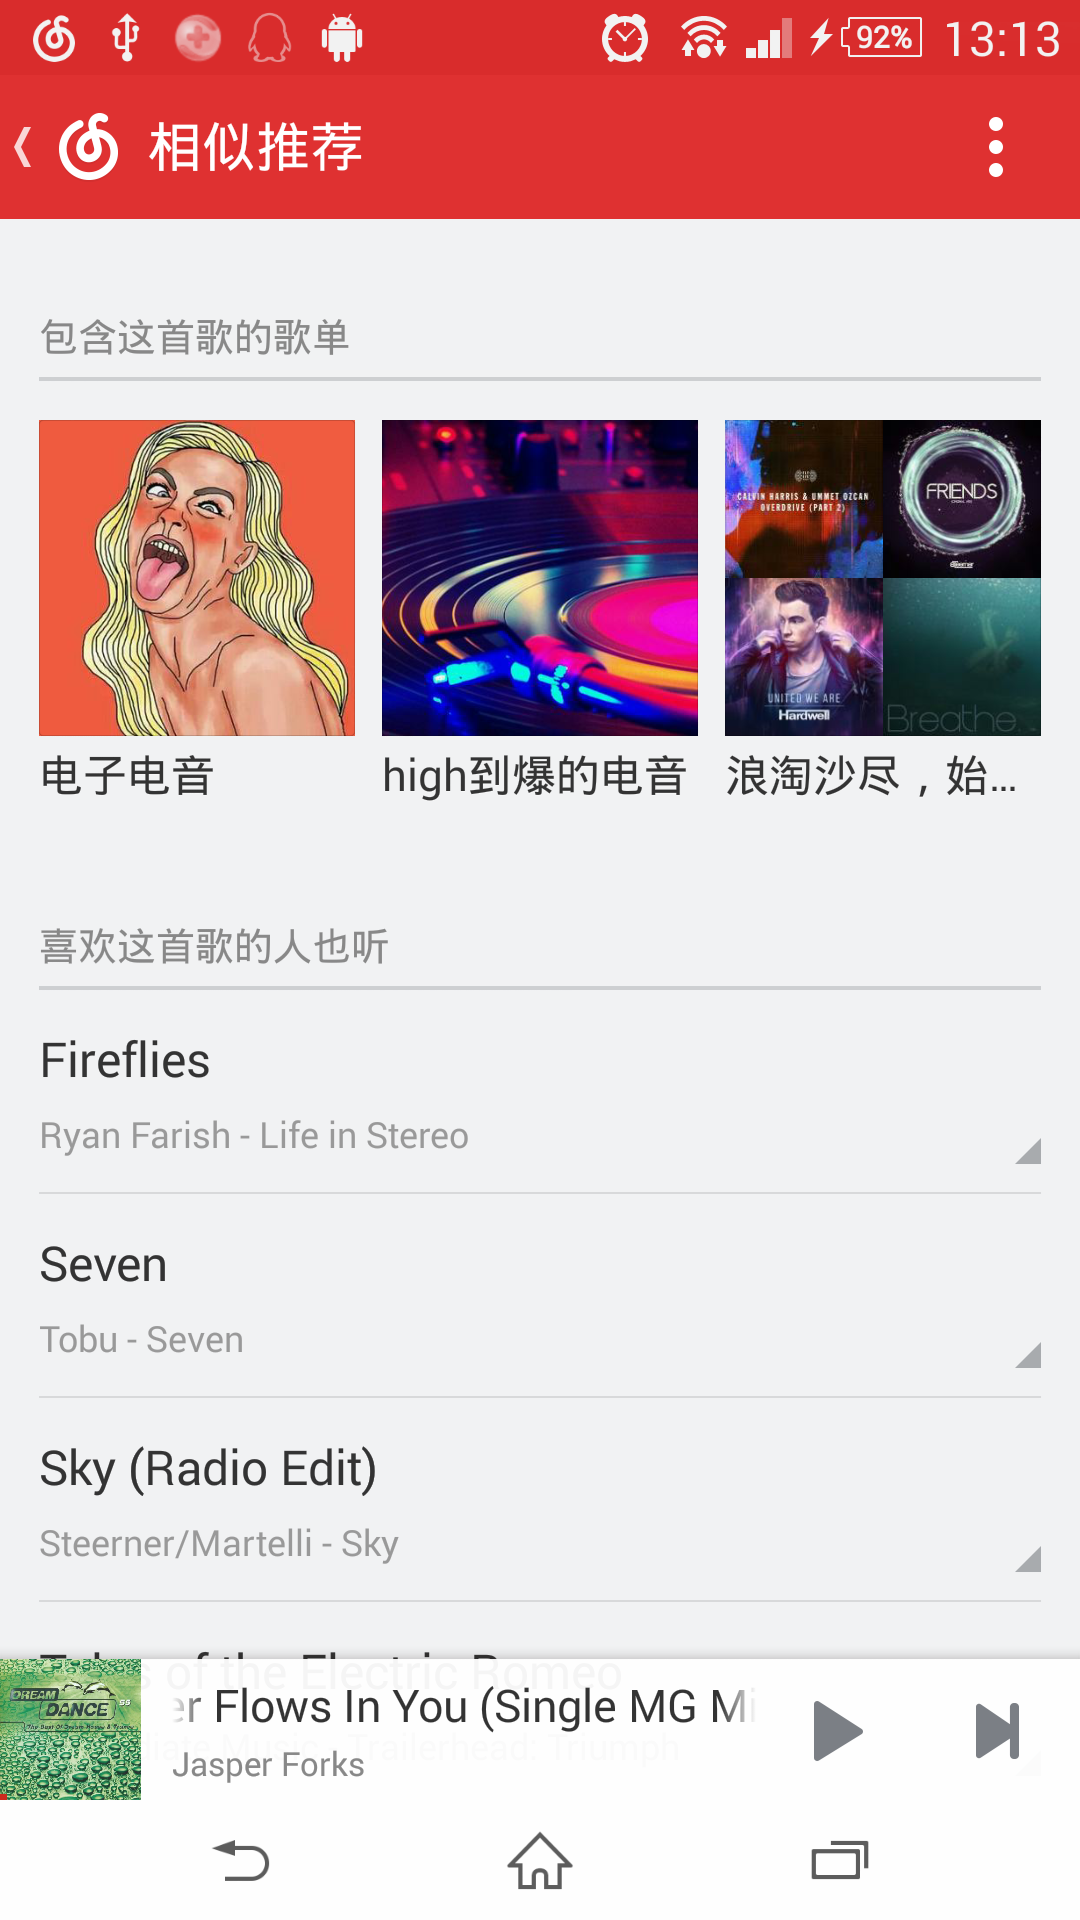 92% 13:13
相似推荐
包含这首歌的歌单
CALVIN HARRIS & UMMET OZCAN
OVERDRIVE (PART 2)
FRIENDS
UNITED WE ARE
Hardwell
Breathe.
电子电音
high到爆的电音
浪淘沙尽，始...
喜欢这首歌的人也听
Fireflies
Ryan Farish - Life in Stereo
Seven
Tobu - Seven
Sky (Radio Edit)
Steerner/Martelli - Sky
Tales of the Electric Romeo
liate Music - Trailerhead: Triumph
DREAM
DANCE
er Flows In You (Single MG Mi
Jasper Forks